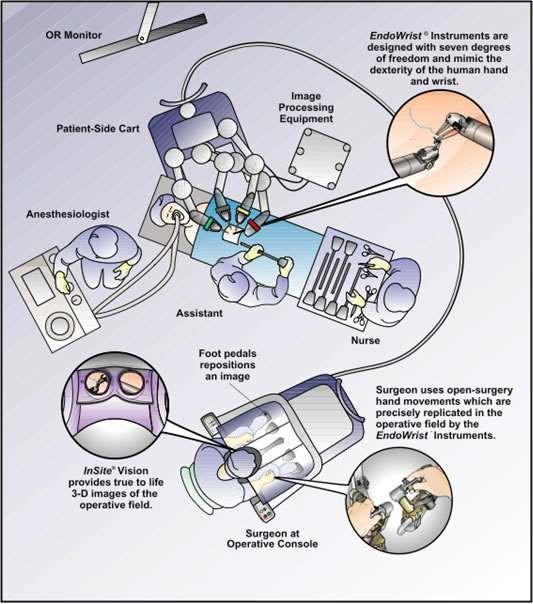 OR Monitor
EndoWrist® Instruments are
designed with seven degrees
of freedom and mimic the
dexterity of the human hand
and wrist.
Image
Processing
Equipment
Patient-Side Cart
Anesthesiologist
Assistant
Nurse
Foot pedals
repositions
an image
Surgeon uses open-surgery
hand movements which are
precisely replicated in the
operative field by the
EndoWrist Instruments.
InSite® Vision
provides true to life
3-D images of the
operative field.
Surgeon at
Operative Console